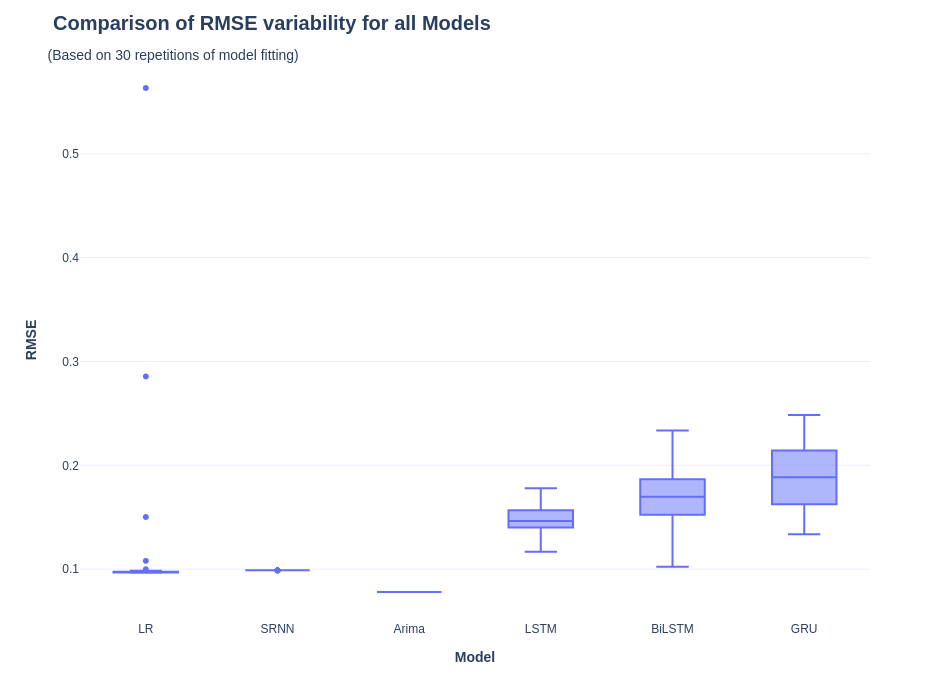 Comparison of RMSE variability for all Models
(Based on 30 repetitions of model fitting)
RMSE
0.5
0.4
0.3
0.2
0.1
LR SRNN Arima LSTM BiLSTM GRU
Model